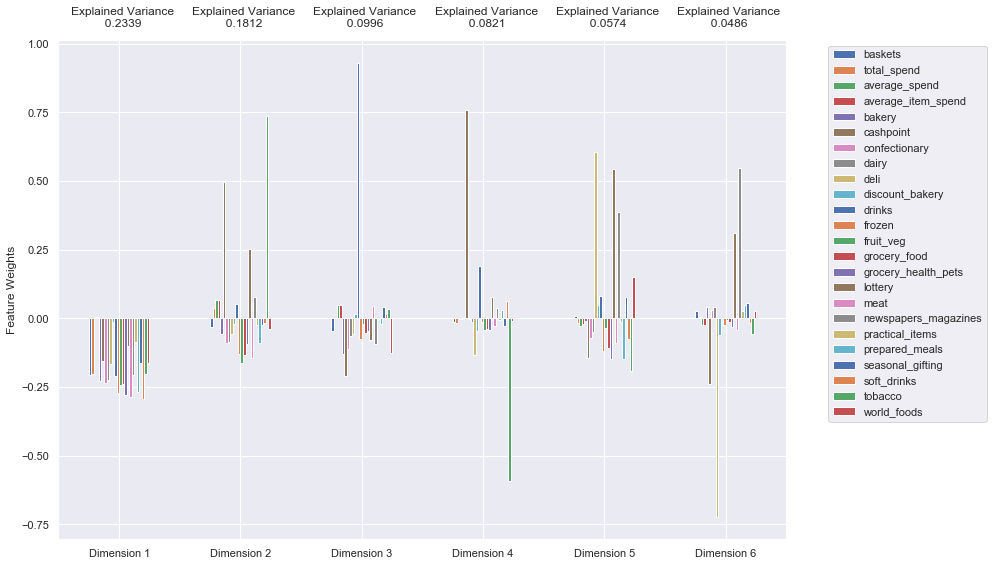 Explained Variance
0.2339
Explained Variance
0.1812
Explained Variance
0.0996
Explained Variance
0.0821
Explained Variance
0.0574
Explained Variance
0.0486
1.00
0.75
0.50
0.25
0.00
−0.25
−0.50
−0.75
Feature Weights
Dimension 1
Dimension 2
Dimension 3
Dimension 4
Dimension 5
Dimension 6
baskets
total_spend
average_spend
average_item_spend
bakery
cashpoint
confectionary
dairy
deli
discount_bakery
drinks
frozen
fruit_veg
grocery_food
grocery_health_pets
lottery
meat
newspapers_magazines
practical_items
prepared_meals
seasonal_gifting
soft_drinks
tobacco
world_foods